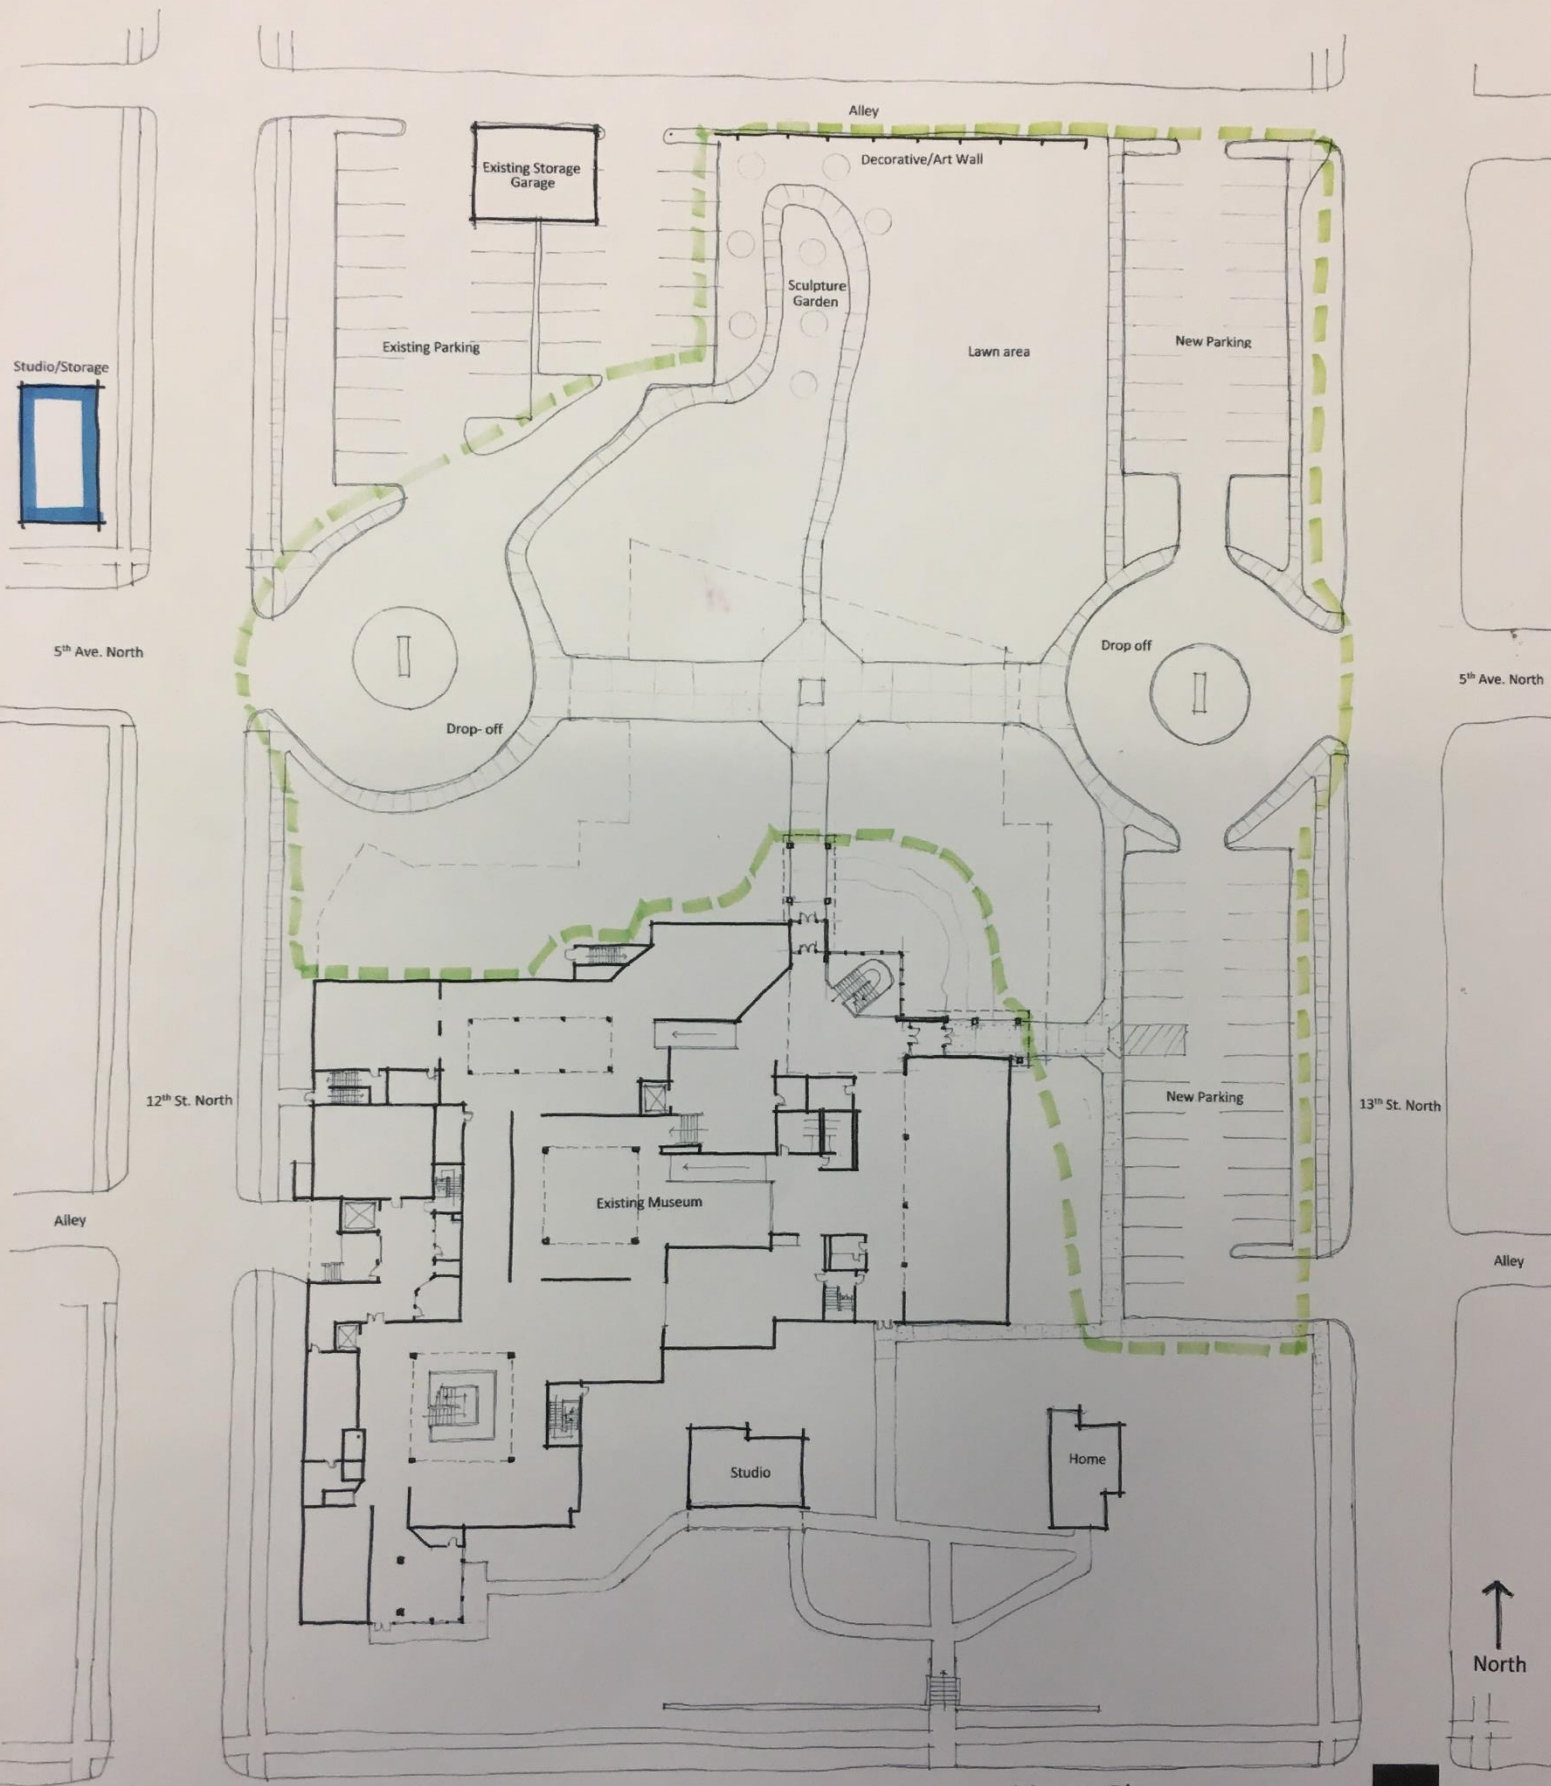 Alley
Decorative/Art Wall
Existing Storage
Garage
Sculpture
Garden
Existing Parking
Lawn area
New Parking
Studio/Storage
5th Ave. North
Drop off
5th Ave. North
Drop- off
12th St. North
New Parking
13th St. North
Existing Museum
Alley
Alley
Studio
Home
North